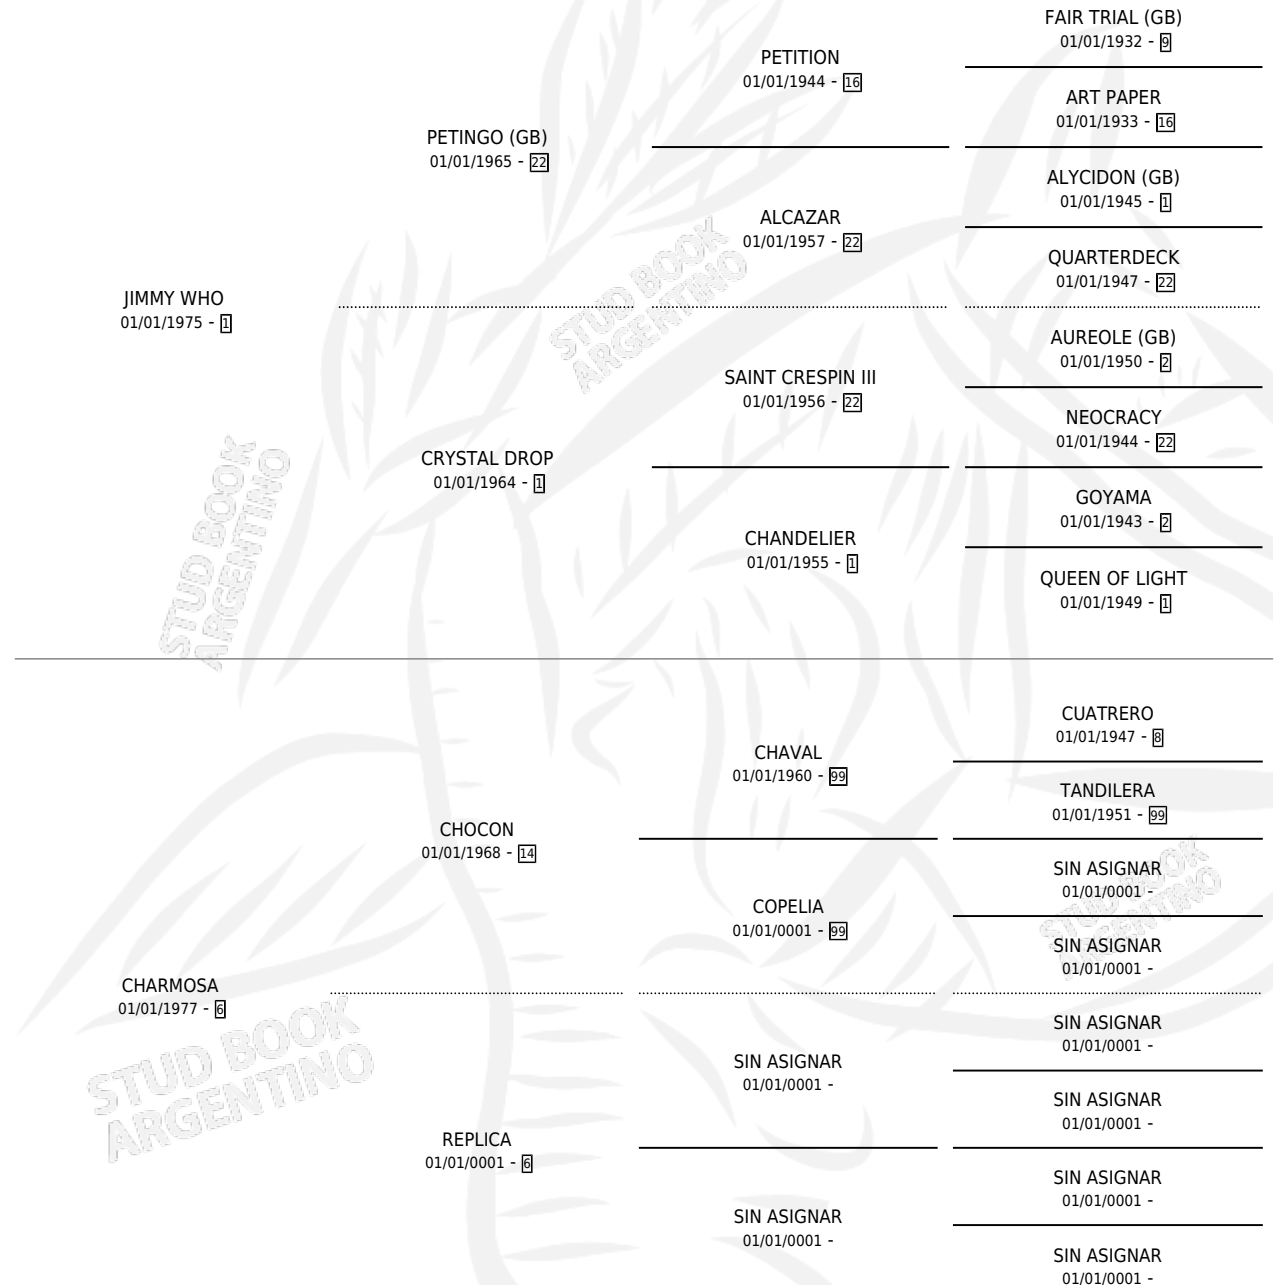 FAIR TRIAL (GB)
01/01/1932 - 9
PETITION
01/01/1944 - 16
ART PAPER
01/01/1933 - 16
PETINGO (GB)
01/01/1965 - 22
ALYCIDON (GB)
01/01/1945 - 1
ALCAZAR
01/01/1957 - 22
QUARTERDECK
01/01/1947 - 22
JIMMY WHO
01/01/1975 - 1
AUREOLE (GB)
01/01/1950 - 2
SAINT CRESPIN III
01/01/1956 - 22
NEOCRACY
01/01/1944 - 22
CRYSTAL DROP
01/01/1964 - 1
GOYAMA
01/01/1943 - 2
CHANDELIER
01/01/1955 - 1
QUEEN OF LIGHT
01/01/1949 - 1
CUATRERO
01/01/1947 - 8
CHAVAL
01/01/1960 - 99
TANDILERA
01/01/1951 - 99
CHOCON
01/01/1968 - 14
SIN ASIGNAR
01/01/0001 -
COPELIA
01/01/0001 - 99
SIN ASIGNAR
01/01/0001 -
CHARMOSA
01/01/1977 - 6
SIN ASIGNAR
01/01/0001 -
SIN ASIGNAR
01/01/0001 -
SIN ASIGNAR
01/01/0001 -
REPLICA
01/01/0001 - 6
SIN ASIGNAR
01/01/0001 -
SIN ASIGNAR
01/01/0001 -
SIN ASIGNAR
01/01/0001 -
STUD BOOK
ARGENTINO
STUD BOOK
ARGENTINO
STUD BOOK
ARGENTINO
STUD BOOK
ARGENTINO